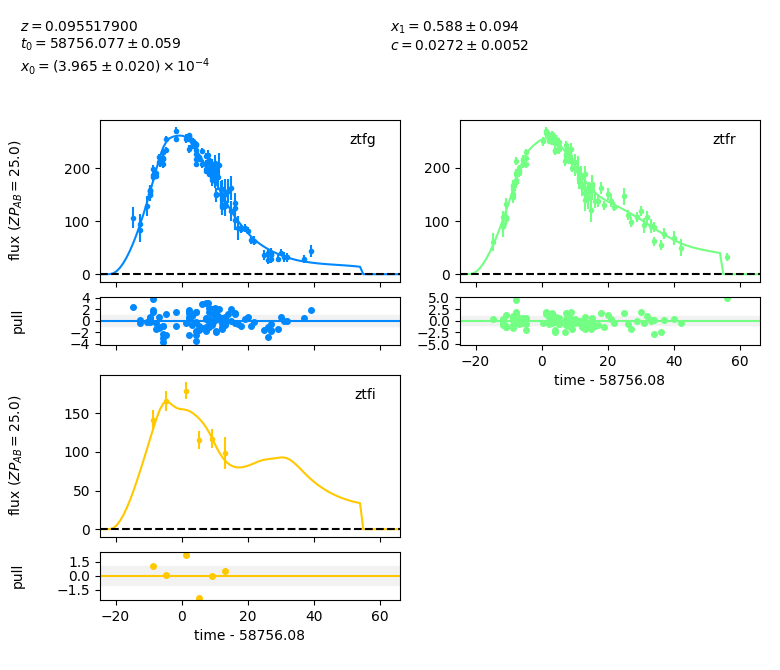 z = 0.095517900
t₀ = 58756.077 ± 0.059
x₀ = (3.965 ± 0.020) × 10⁻⁴
x₁ = 0.588 ± 0.094
c = 0.0272 ± 0.0052
ztfg
flux (ZP_AB = 25.0)
200
100
0
ztfr
200
100
0
pull
4
2
0
−2
−4
5.0
2.5
0.0
−2.5
−5.0
−20 0 20 40 60
time - 58756.08
ztfi
flux (ZP_AB = 25.0)
150
100
50
0
pull
1.5
0.0
−1.5
−20 0 20 40 60
time - 58756.08